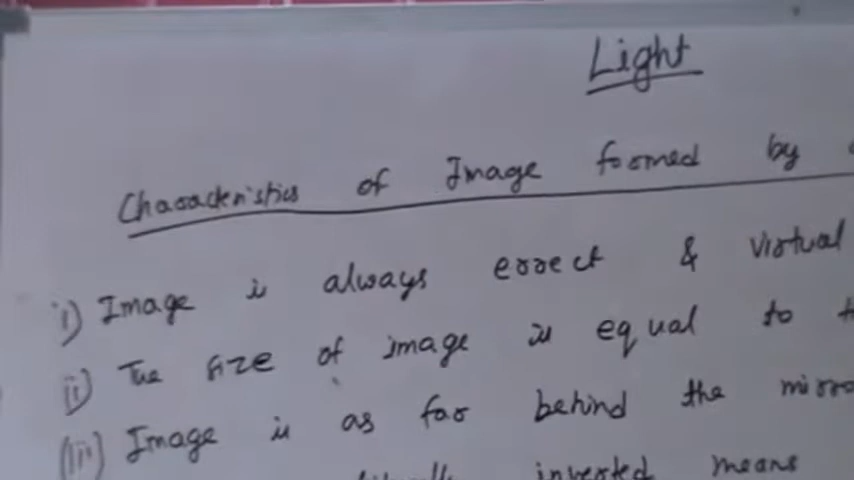 Light
Characteristics of Image formed by
i) Image is always errect & virtual
ii) The size of image is equal to
(iii) Image is as far behind the
inverted means